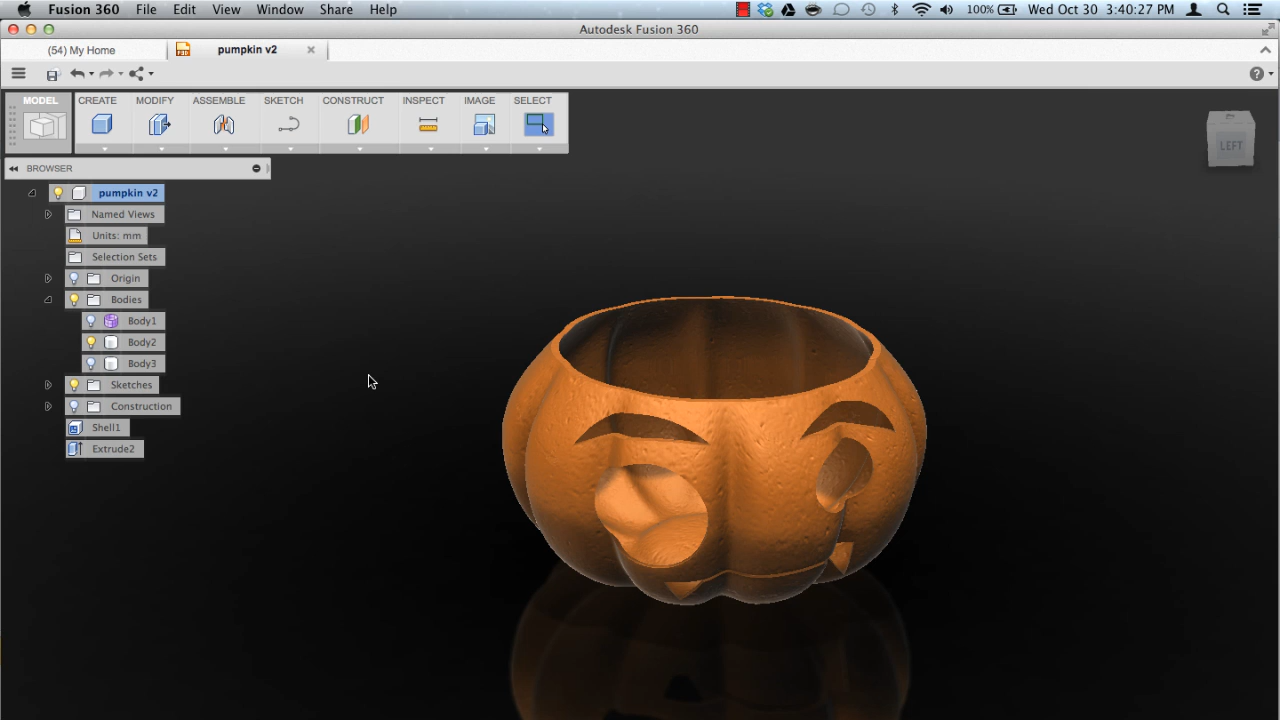 Fusion 360 File Edit View Window Share Help 100% Wed Oct 30 3:40:27 PM
Autodesk Fusion 360
(54) My Home pumpkin v2
MODEL CREATE MODIFY ASSEMBLE SKETCH CONSTRUCT INSPECT IMAGE SELECT
LEFT
BROWSER
pumpkin v2
Named Views
Units: mm
Selection Sets
Origin
Bodies
Body1
Body2
Body3
Sketches
Construction
Shell1
Extrude2